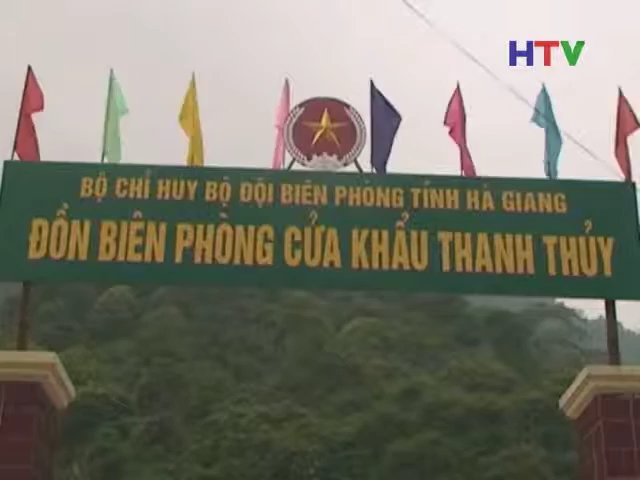 HTV
BỘ CHỈ HUY BỘ ĐỘI BIÊN PHÒNG TỈNH HÀ GIANG
ĐỒN BIÊN PHÒNG CỬA KHẨU THANH THỦY